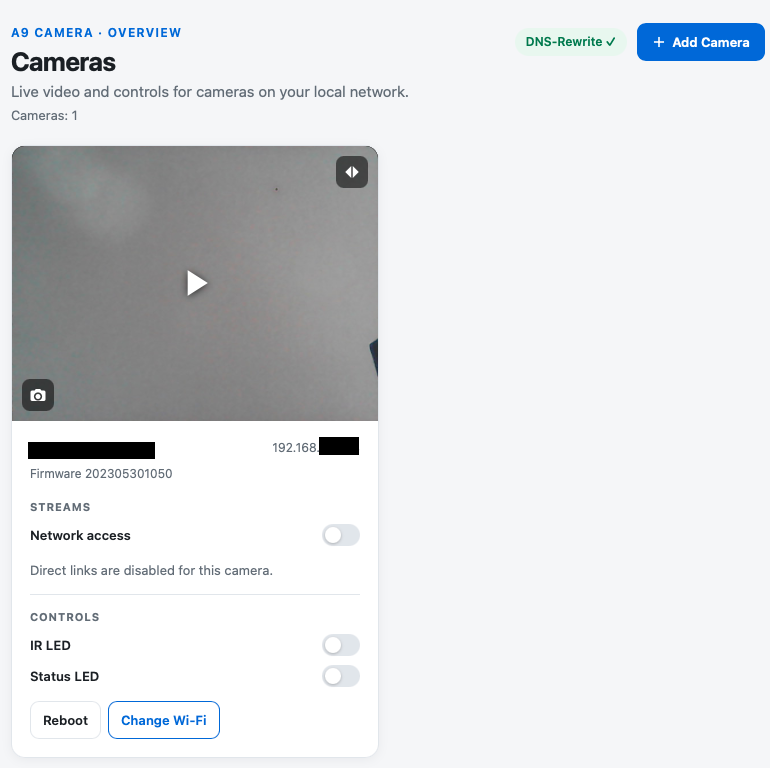 A9 CAMERA · OVERVIEW
DNS-Rewrite ✓
+ Add Camera
Cameras
Live video and controls for cameras on your local network.
Cameras: 1
192.168.
Firmware 202305301050
STREAMS
Network access
Direct links are disabled for this camera.
CONTROLS
IR LED
Status LED
Reboot
Change Wi-Fi